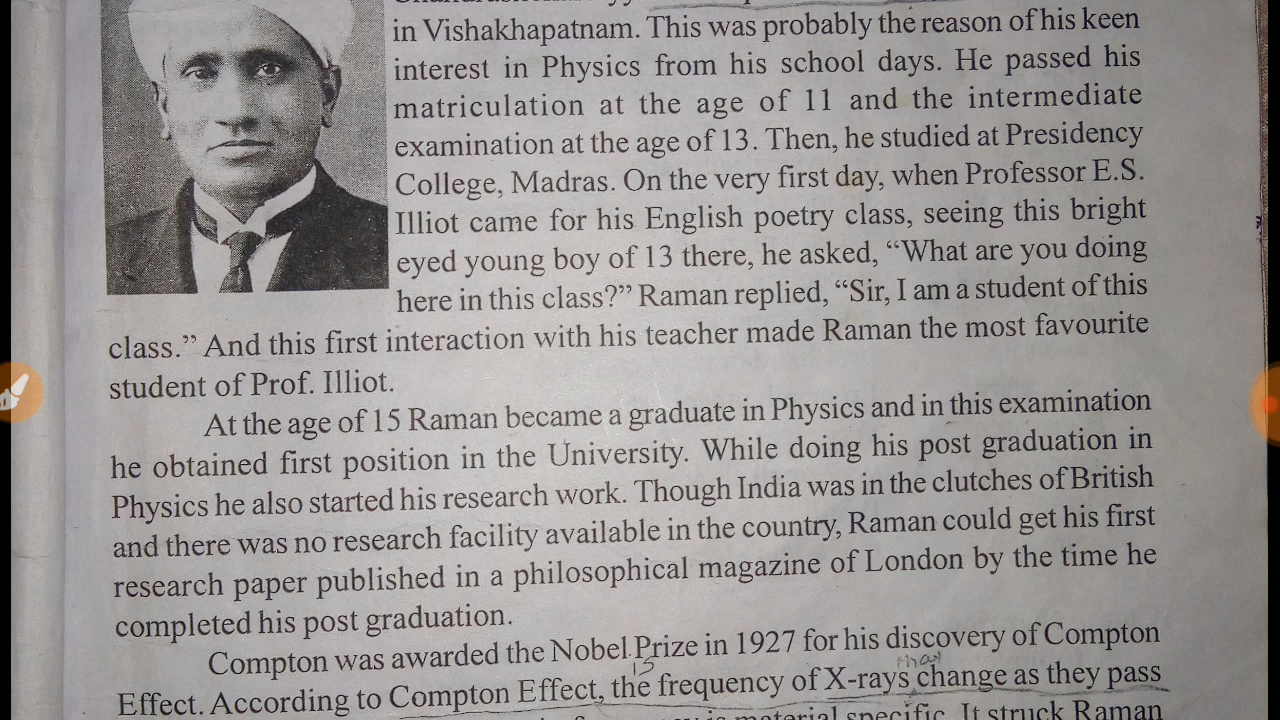 in Vishakhapatnam. This was probably the reason of his keen
interest in Physics from his school days. He passed his
matriculation at the age of 11 and the intermediate
examination at the age of 13. Then, he studied at Presidency
College, Madras. On the very first day, when Professor E.S.
Illiot came for his English poetry class, seeing this bright
eyed young boy of 13 there, he asked, “What are you doing
here in this class?” Raman replied, “Sir, I am a student of this
class.” And this first interaction with his teacher made Raman the most favourite
student of Prof. Illiot.
At the age of 15 Raman became a graduate in Physics and in this examination
he obtained first position in the University. While doing his post graduation in
Physics he also started his research work. Though India was in the clutches of British
and there was no research facility available in the country, Raman could get his first
research paper published in a philosophical magazine of London by the time he
completed his post graduation.
Compton was awarded the Nobel Prize in 1927 for his discovery of Compton
Effect. According to Compton Effect, the frequency of X-rays change as they pass
is material specific. It struck Raman